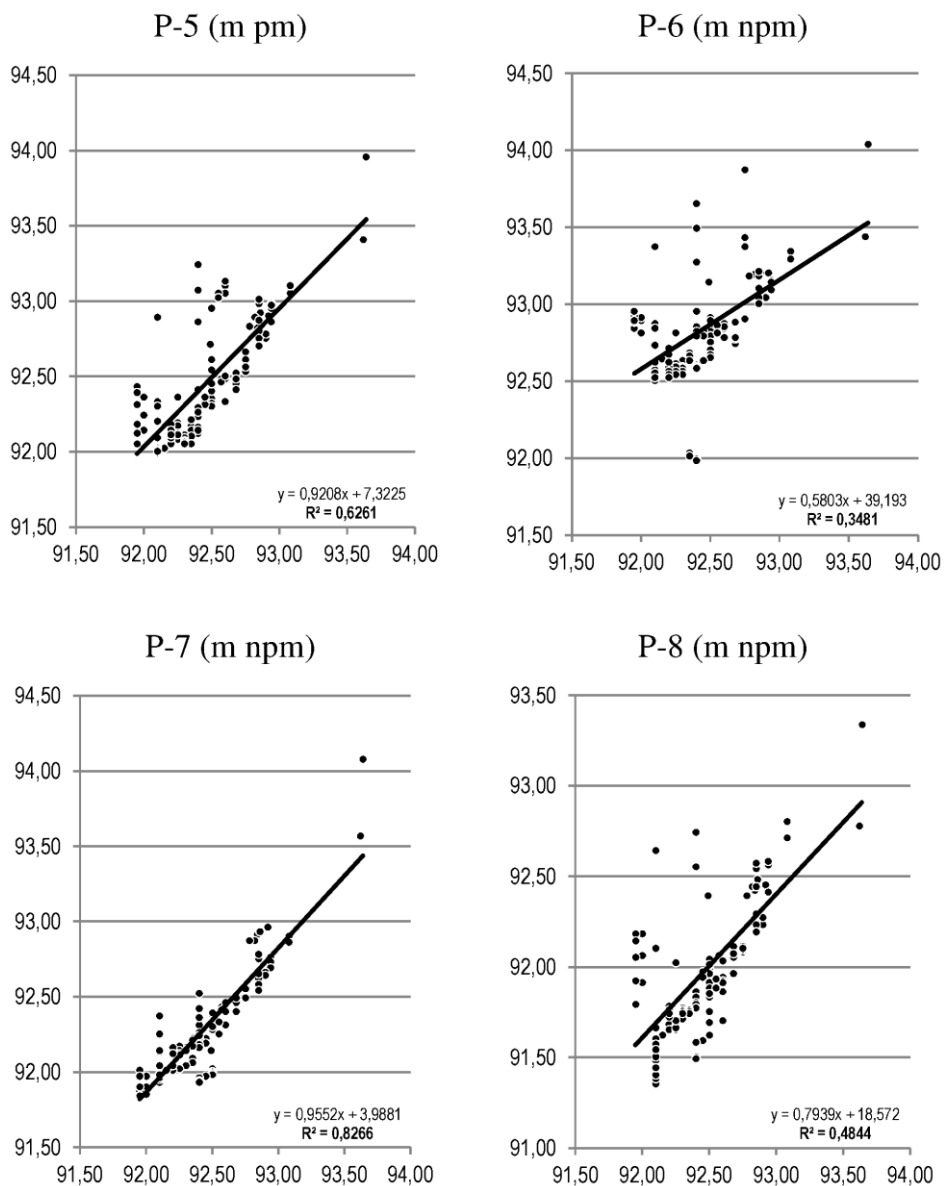 P-5 (m pm)
94,50
94,00
93,50
93,00
92,50
92,00
91,50
91,50 92,00 92,50 93,00 93,50 94,00
y = 0,9208x + 7,3225
R² = 0,6261
P-6 (m npm)
94,50
94,00
93,50
93,00
92,50
92,00
91,50
91,50 92,00 92,50 93,00 93,50 94,00
y = 0,5803x + 39,193
R² = 0,3481
P-7 (m npm)
94,50
94,00
93,50
93,00
92,50
92,00
91,50
91,50 92,00 92,50 93,00 93,50 94,00
y = 0,9552x + 3,9881
R² = 0,8266
P-8 (m npm)
93,50
93,00
92,50
92,00
91,50
91,00
91,50 92,00 92,50 93,00 93,50 94,00
y = 0,7939x + 18,572
R² = 0,4844